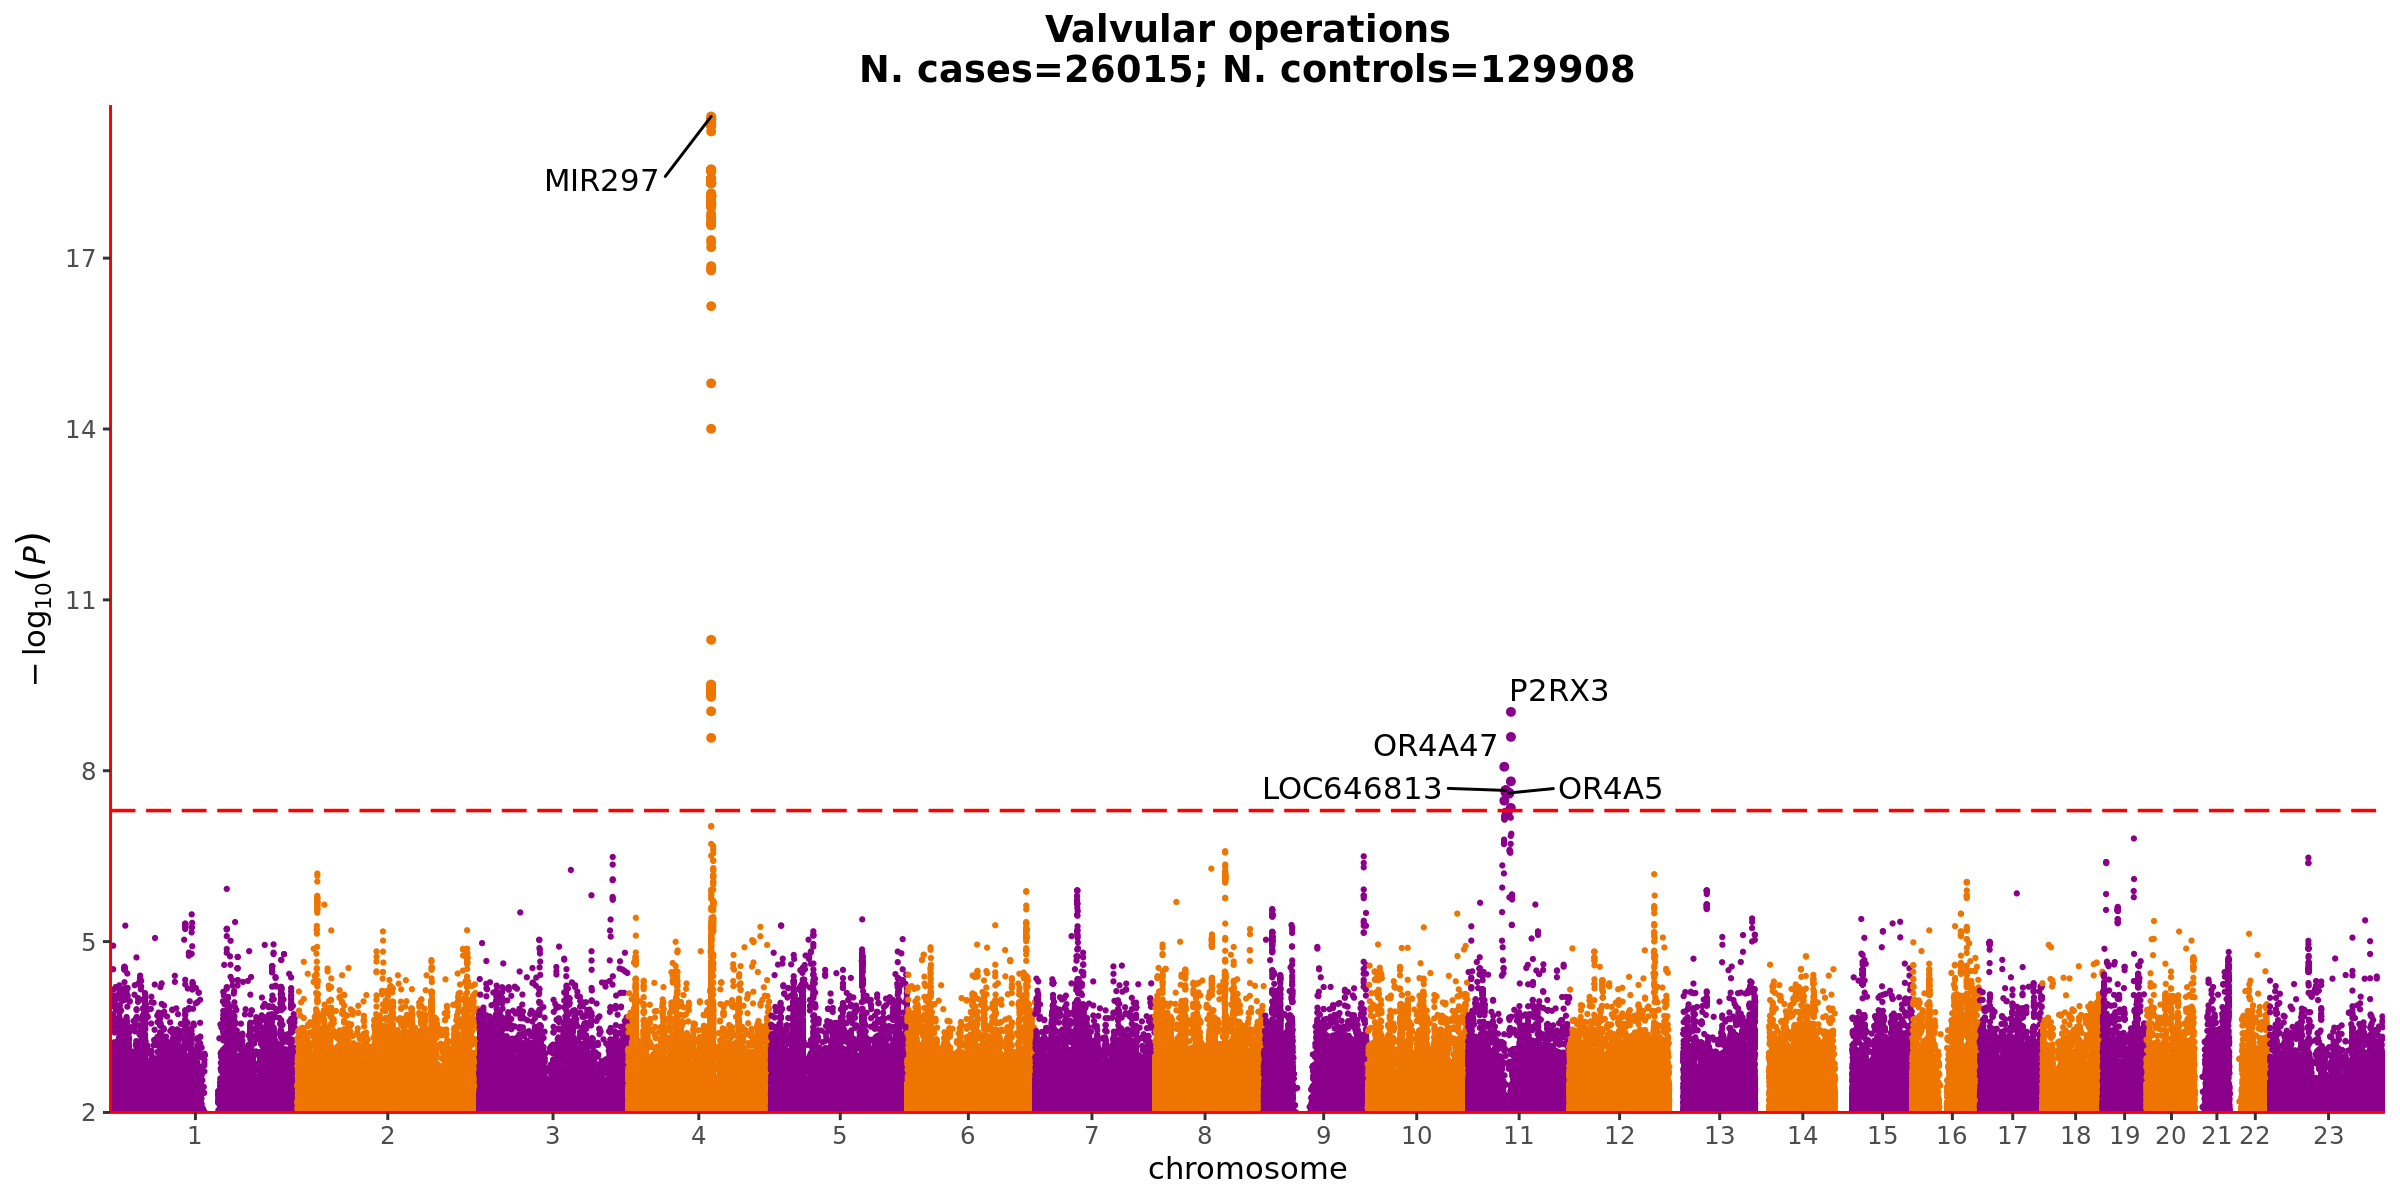 Valvular operations
N. cases=26015; N. controls=129908
MIR297
17
14
11
8
5
2
− log10(P)
P2RX3
OR4A47
LOC646813
OR4A5
1 2 3 4 5 6 7 8 9 10 11 12 13 14 15 16 17 18 19 20 21 22 23
chromosome